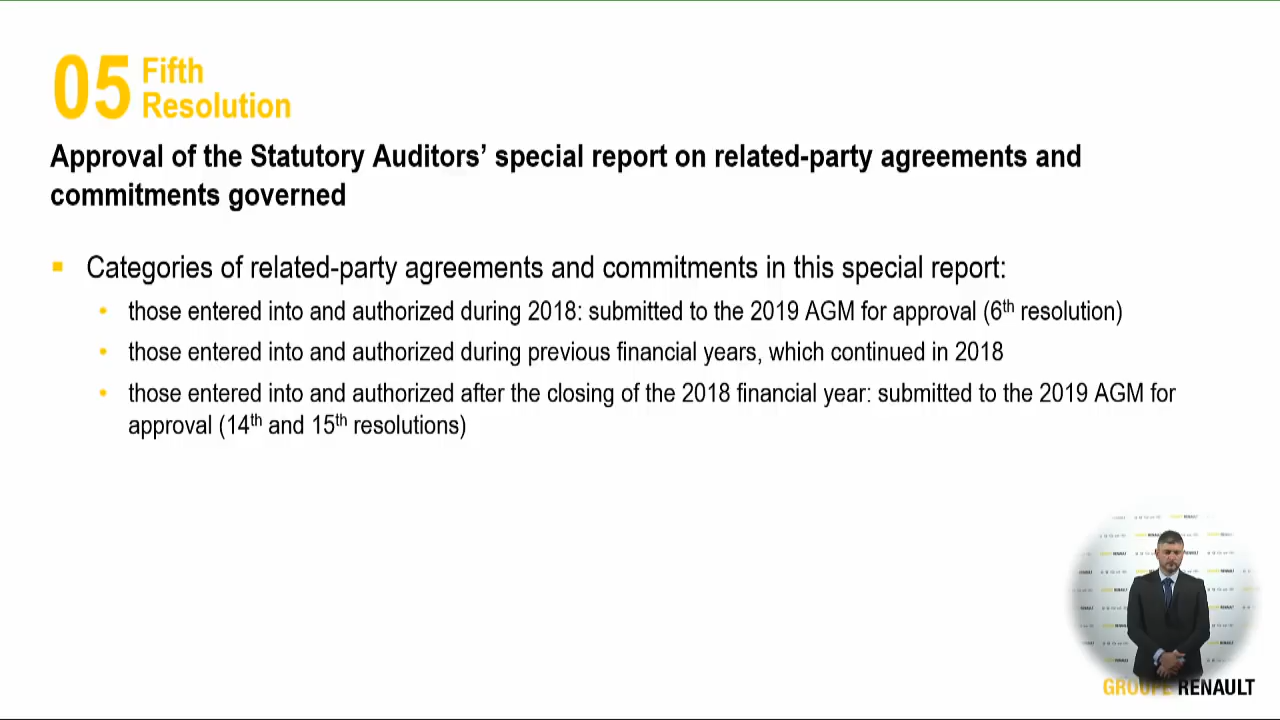 05 Fifth
Resolution
Approval of the Statutory Auditors’ special report on related-party agreements and
commitments governed
Categories of related-party agreements and commitments in this special report:
those entered into and authorized during 2018: submitted to the 2019 AGM for approval (6th resolution)
those entered into and authorized during previous financial years, which continued in 2018
those entered into and authorized after the closing of the 2018 financial year: submitted to the 2019 AGM for
approval (14th and 15th resolutions)
GROUPE RENAULT